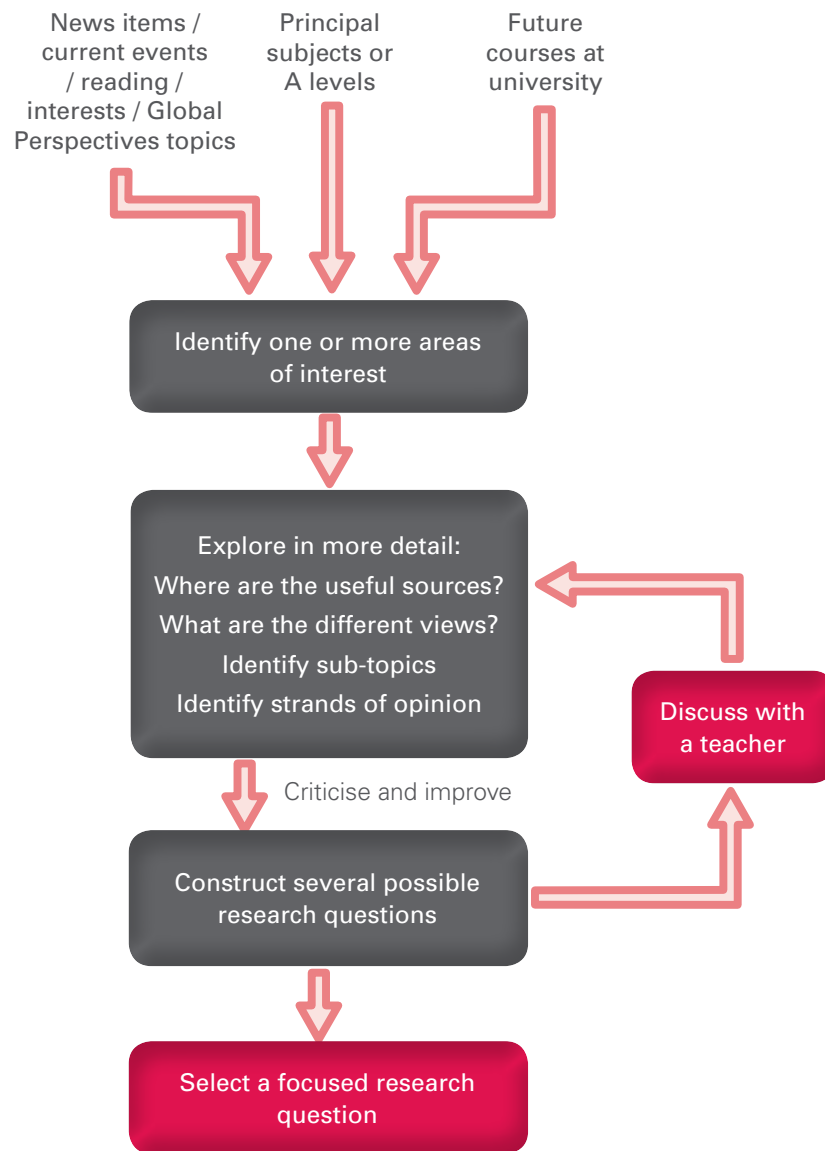 News items /
current events
/ reading /
interests / Global
Perspectives topics
Principal
subjects or
A levels
Future
courses at
university
Identify one or more areas
of interest
Explore in more detail:
Where are the useful sources?
What are the different views?
Identify sub-topics
Identify strands of opinion
Discuss with
a teacher
Criticise and improve
Construct several possible
research questions
Select a focused research
question